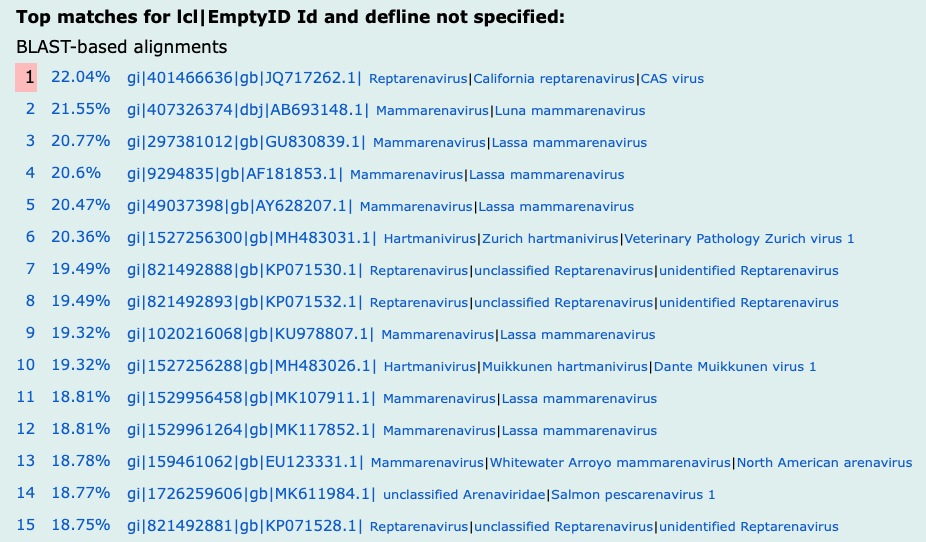 Top matches for lcl|EmptyID Id and defline not specified:
BLAST-based alignments
1 22.04% gi|401466636|gb|JQ717262.1| Reptarenavirus|California reptarenavirus|CAS virus
2 21.55% gi|407326374|dbj|AB693148.1| Mammarenavirus|Luna mammarenavirus
3 20.77% gi|297381012|gb|GU830839.1| Mammarenavirus|Lassa mammarenavirus
4 20.6% gi|9294835|gb|AF181853.1| Mammarenavirus|Lassa mammarenavirus
5 20.47% gi|49037398|gb|AY628207.1| Mammarenavirus|Lassa mammarenavirus
6 20.36% gi|1527256300|gb|MH483031.1| Hartmanivirus|Zurich hartmanivirus|Veterinary Pathology Zurich virus 1
7 19.49% gi|821492888|gb|KP071530.1| Reptarenavirus|unclassified Reptarenavirus|unidentified Reptarenavirus
8 19.49% gi|821492893|gb|KP071532.1| Reptarenavirus|unclassified Reptarenavirus|unidentified Reptarenavirus
9 19.32% gi|1020216068|gb|KU978807.1| Mammarenavirus|Lassa mammarenavirus
10 19.32% gi|1527256288|gb|MH483026.1| Hartmanivirus|Muikkunen hartmanivirus|Dante Muikkunen virus 1
11 18.81% gi|1529956458|gb|MK107911.1| Mammarenavirus|Lassa mammarenavirus
12 18.81% gi|1529961264|gb|MK117852.1| Mammarenavirus|Lassa mammarenavirus
13 18.78% gi|159461062|gb|EU123331.1| Mammarenavirus|Whitewater Arroyo mammarenavirus|North American arenavirus
14 18.77% gi|1726259606|gb|MK611984.1| unclassified Arenaviridae|Salmon pescarenavirus 1
15 18.75% gi|821492881|gb|KP071528.1| Reptarenavirus|unclassified Reptarenavirus|unidentified Reptarenavirus